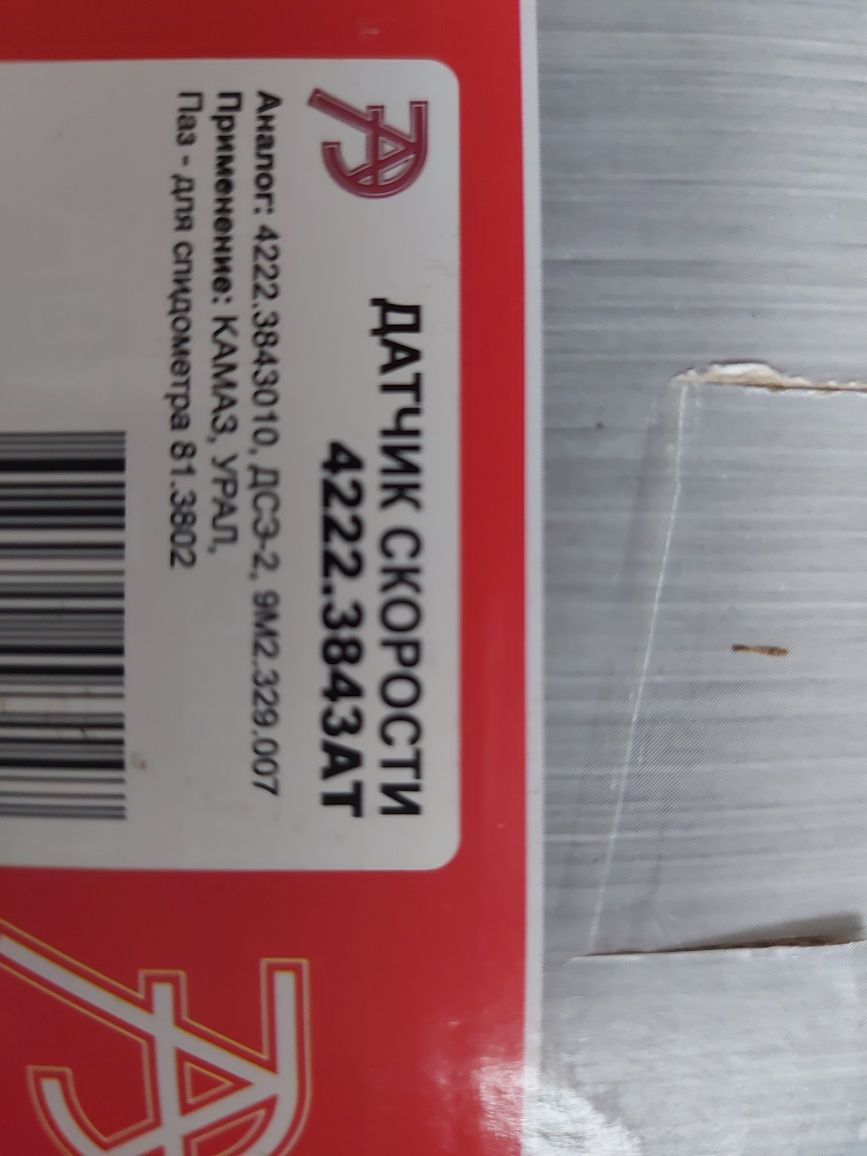 ДАТЧИК СКОРОСТИ
4222.3843АТ
Аналог: 4222.3843010, ДСЭ-2, 9М2.329.007
Применение: КАМАЗ, УРАЛ,
Паз - для спидометра 81.3802